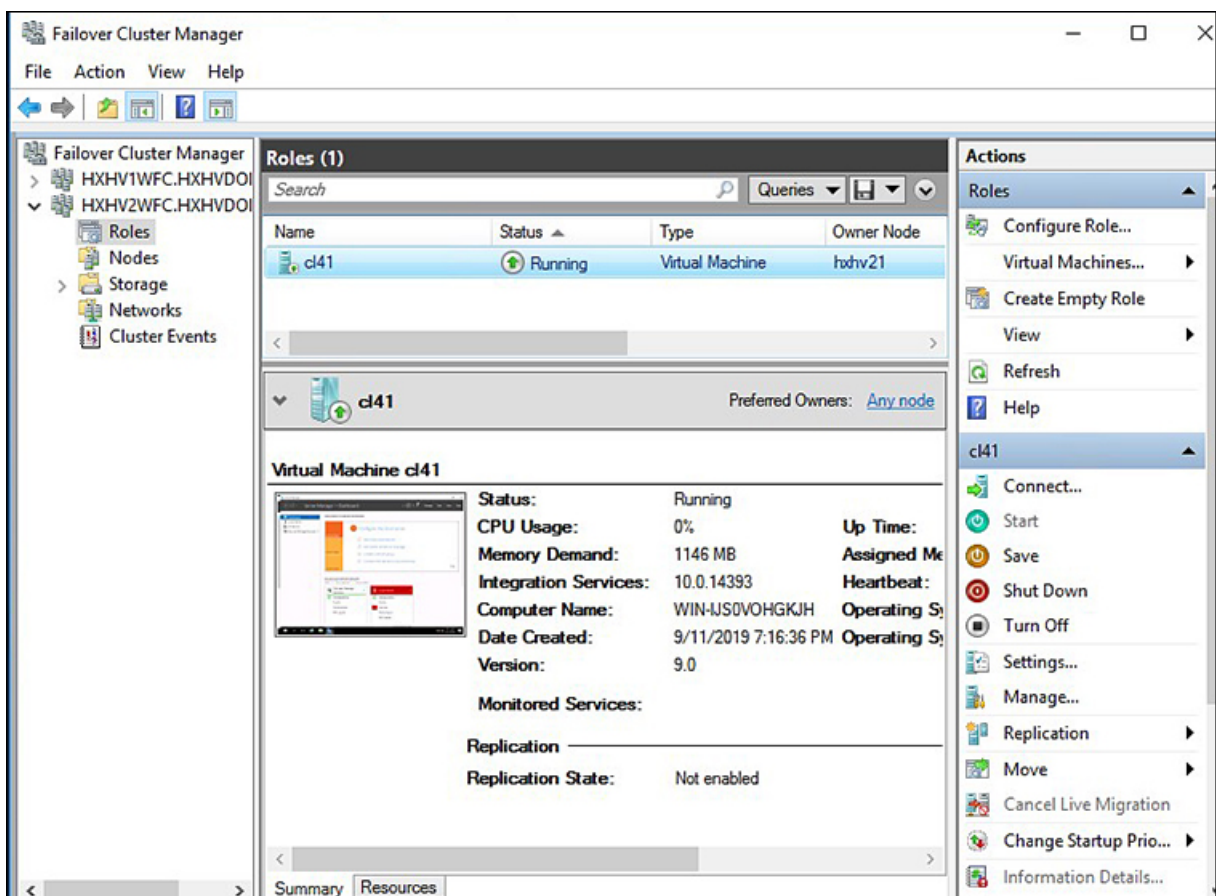 Failover Cluster Manager
File Action View Help
Failover Cluster Manager
HXHV1WFC.HXHVDOI
HXHV2WFC.HXHVDOI
Roles
Nodes
Storage
Networks
Cluster Events
Roles (1)
Search
Queries
Name Status Type Owner Node
cl41 Running Virtual Machine hxhv21
cl41 Preferred Owners: Any node
Virtual Machine cl41
Status: Running
CPU Usage: 0% Up Time:
Memory Demand: 1146 MB Assigned Me
Integration Services: 10.0.14393 Heartbeat:
Computer Name: WIN-IJS0VOHGKJH Operating Sy
Date Created: 9/11/2019 7:16:36 PM Operating Sy
Version: 9.0
Monitored Services:
Replication
Replication State: Not enabled
Summary Resources
Actions
Roles
Configure Role...
Virtual Machines...
Create Empty Role
View
Refresh
Help
cl41
Connect...
Start
Save
Shut Down
Turn Off
Settings...
Manage...
Replication
Move
Cancel Live Migration
Change Startup Prio...
Information Details...